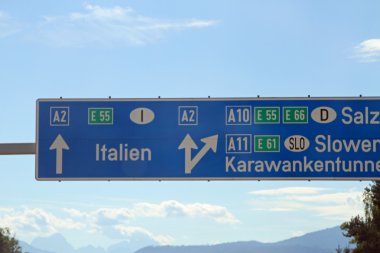 A2 E 55 I A2 A10 E 55 E 66 D Salz
A11 E 61 SLO Slowen
Italien Karawankentunne